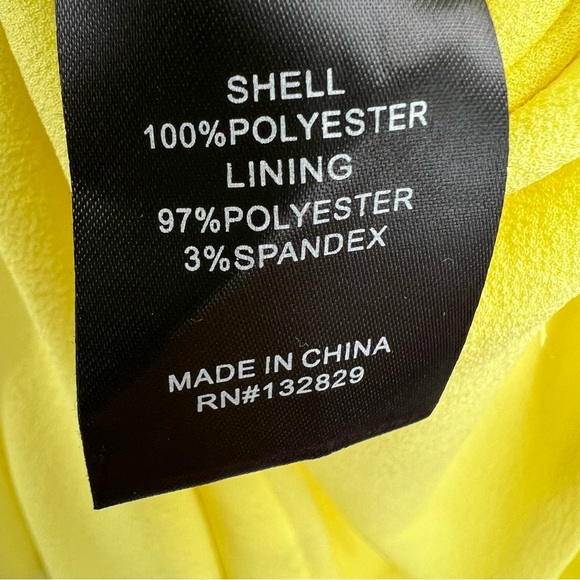 SHELL
100%POLYESTER
LINING
97%POLYESTER
3%SPANDEX
MADE IN CHINA
RN#132829